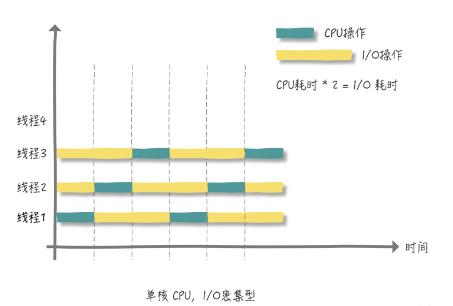 CPU操作
I/O操作
CPU耗时 * 2 = I/O 耗时
线程4
线程3
线程2
线程1
时间
单核 CPU, I/O密集型